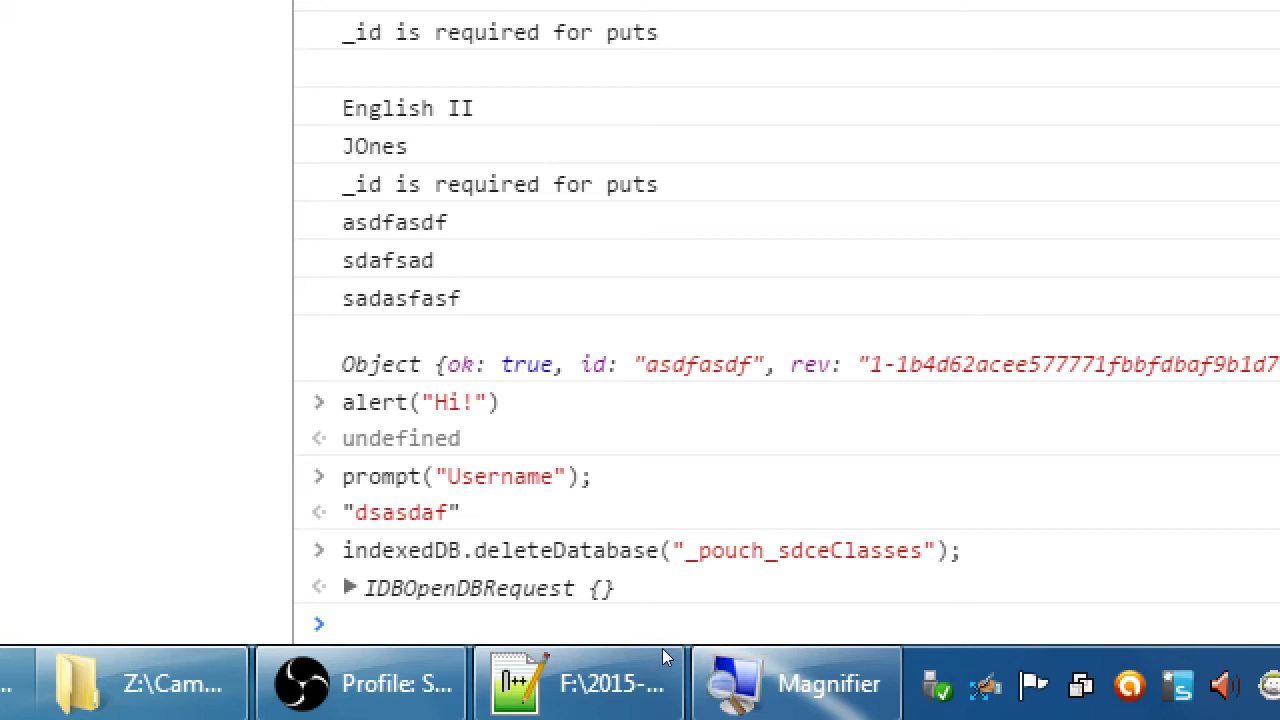 _id is required for puts
English II
JOnes
_id is required for puts
asdfasdf
sdafsad
sadasfasf
Object {ok: true, id: "asdfasdf", rev: "1-1b4d62acee577771fbbfdbaf9b1d7
> alert("Hi!")
undefined
> prompt("Username");
"dsasdaf"
> indexedDB.deleteDatabase("_pouch_sdceClasses");
IDBOpenDBRequest {}
>
... Z:\Cam... Profile: S... F:\2015-... Magnifier